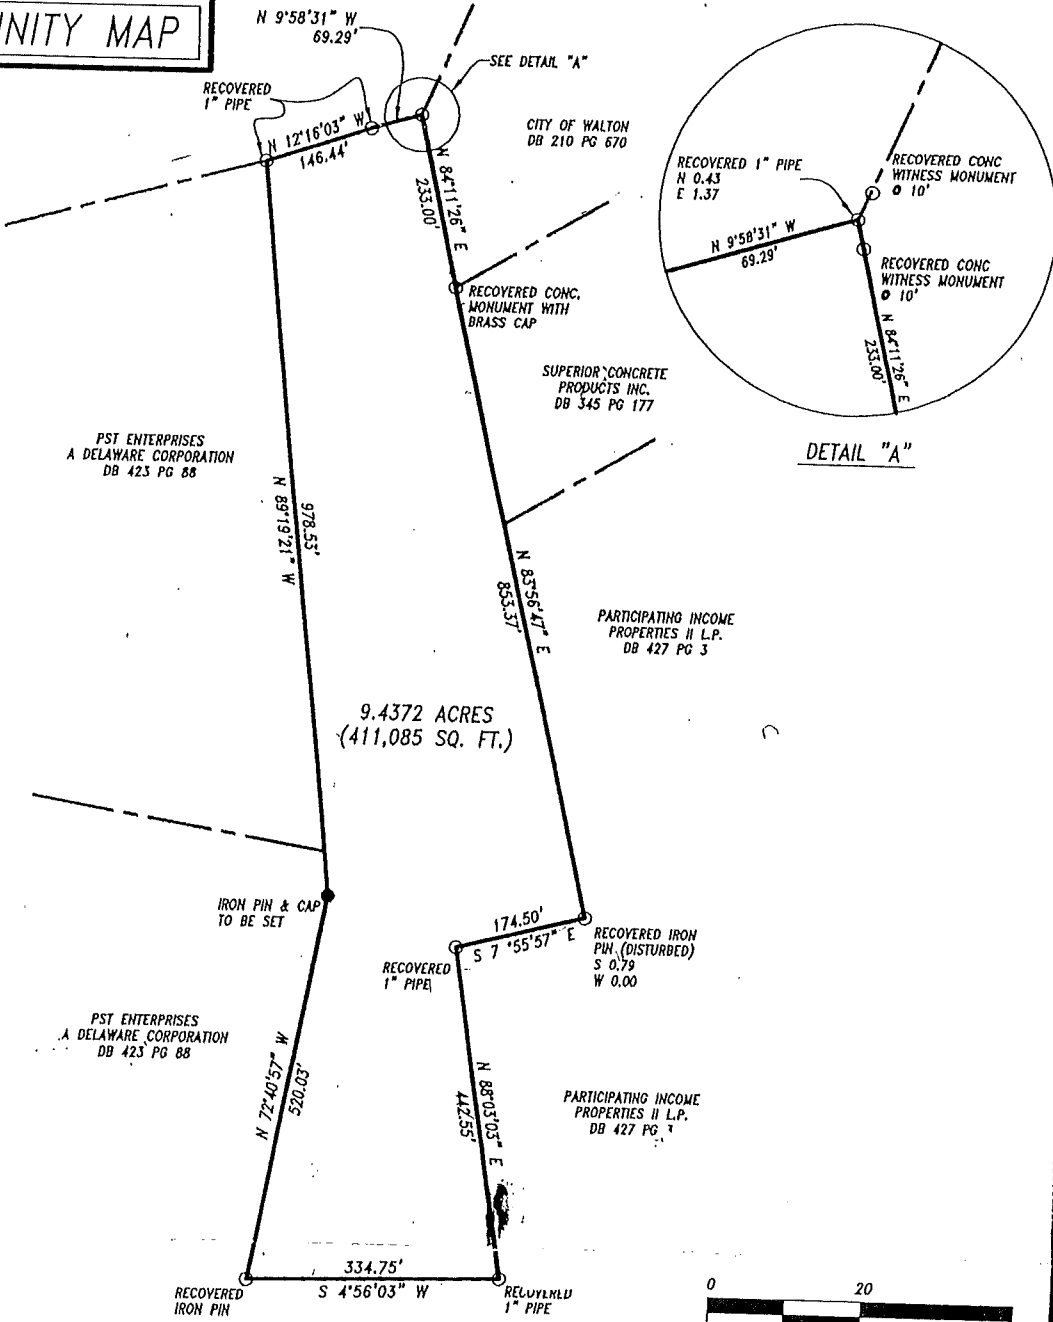 NITY MAP
N 9°58'31" W
69.29'
SEE DETAIL "A"
RECOVERED
1" PIPE
N 12°16'03" W
146.44'
CITY OF WALTON
DB 210 PG 670
N 84°11'26" E
233.00'
RECOVERED 1" PIPE
N 0.43
E 1.37
RECOVERED CONC
WITNESS MONUMENT
O 10'
N 9°58'31" W
69.29'
RECOVERED CONC
WITNESS MONUMENT
O 10'
N 84°11'26" E
233.00'
DETAIL "A"
RECOVERED CONC.
MONUMENT WITH
BRASS CAP
SUPERIOR CONCRETE
PRODUCTS INC.
DB 345 PG 177
PST ENTERPRISES
A DELAWARE CORPORATION
DB 423 PG 88
978.53'
N 89°19'21" W
N 83°56'47" E
853.37'
PARTICIPATING INCOME
PROPERTIES II L.P.
DB 427 PG 3
9.4372 ACRES
(411,085 SQ. FT.)
IRON PIN & CAP
TO BE SET
174.50'
S 7°55'57" E
RECOVERED IRON
PIN (DISTURBED)
S 0.79
W 0.00
RECOVERED
1" PIPE
PST ENTERPRISES
A DELAWARE CORPORATION
DB 423 PG 88
N 72°40'57" W
520.03'
N 88°03'03" E
442.55'
PARTICIPATING INCOME
PROPERTIES II L.P.
DB 427 PG 3
334.75'
S 4°56'03" W
RECOVERED
IRON PIN
RECOVERED
1" PIPE
0 20